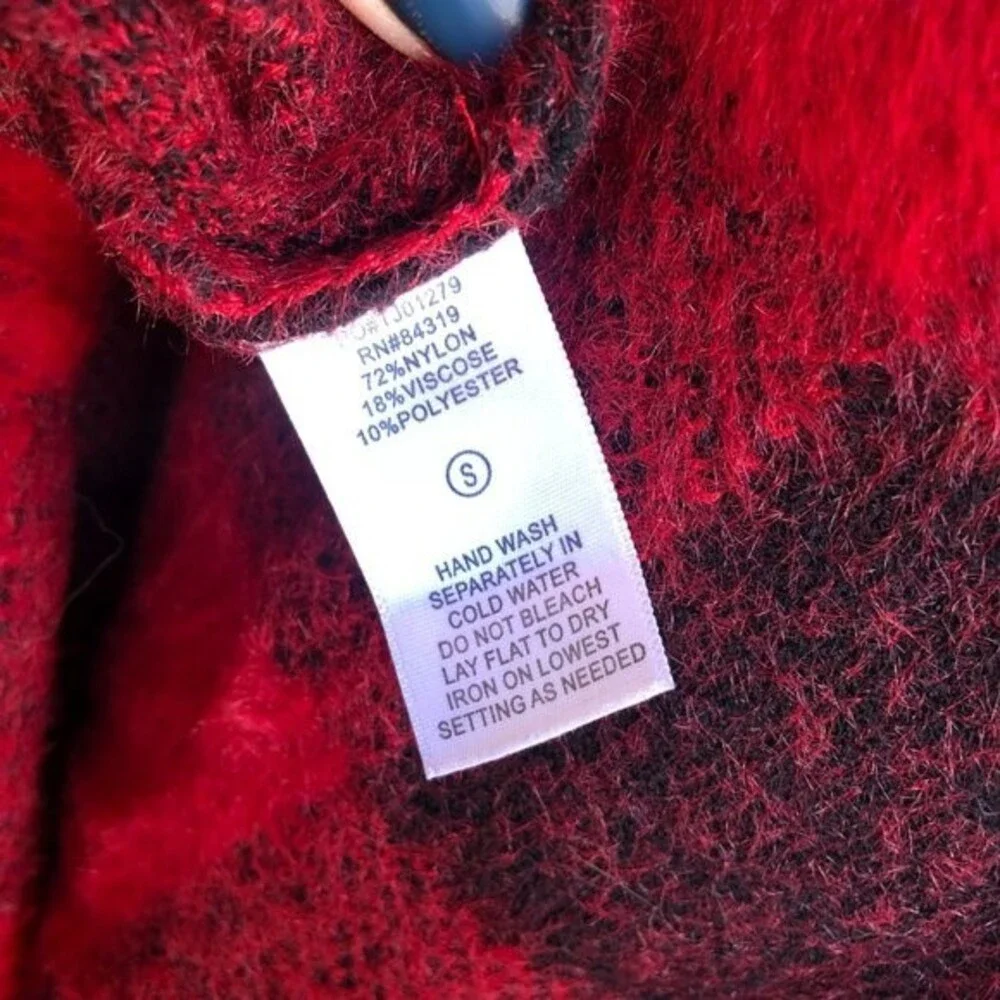 RN#84319
72%NYLON
18%VISCOSE
10%POLYESTER
S
HAND WASH
SEPARATELY IN
COLD WATER
DO NOT BLEACH
LAY FLAT TO DRY
IRON ON LOWEST
SETTING AS NEEDED